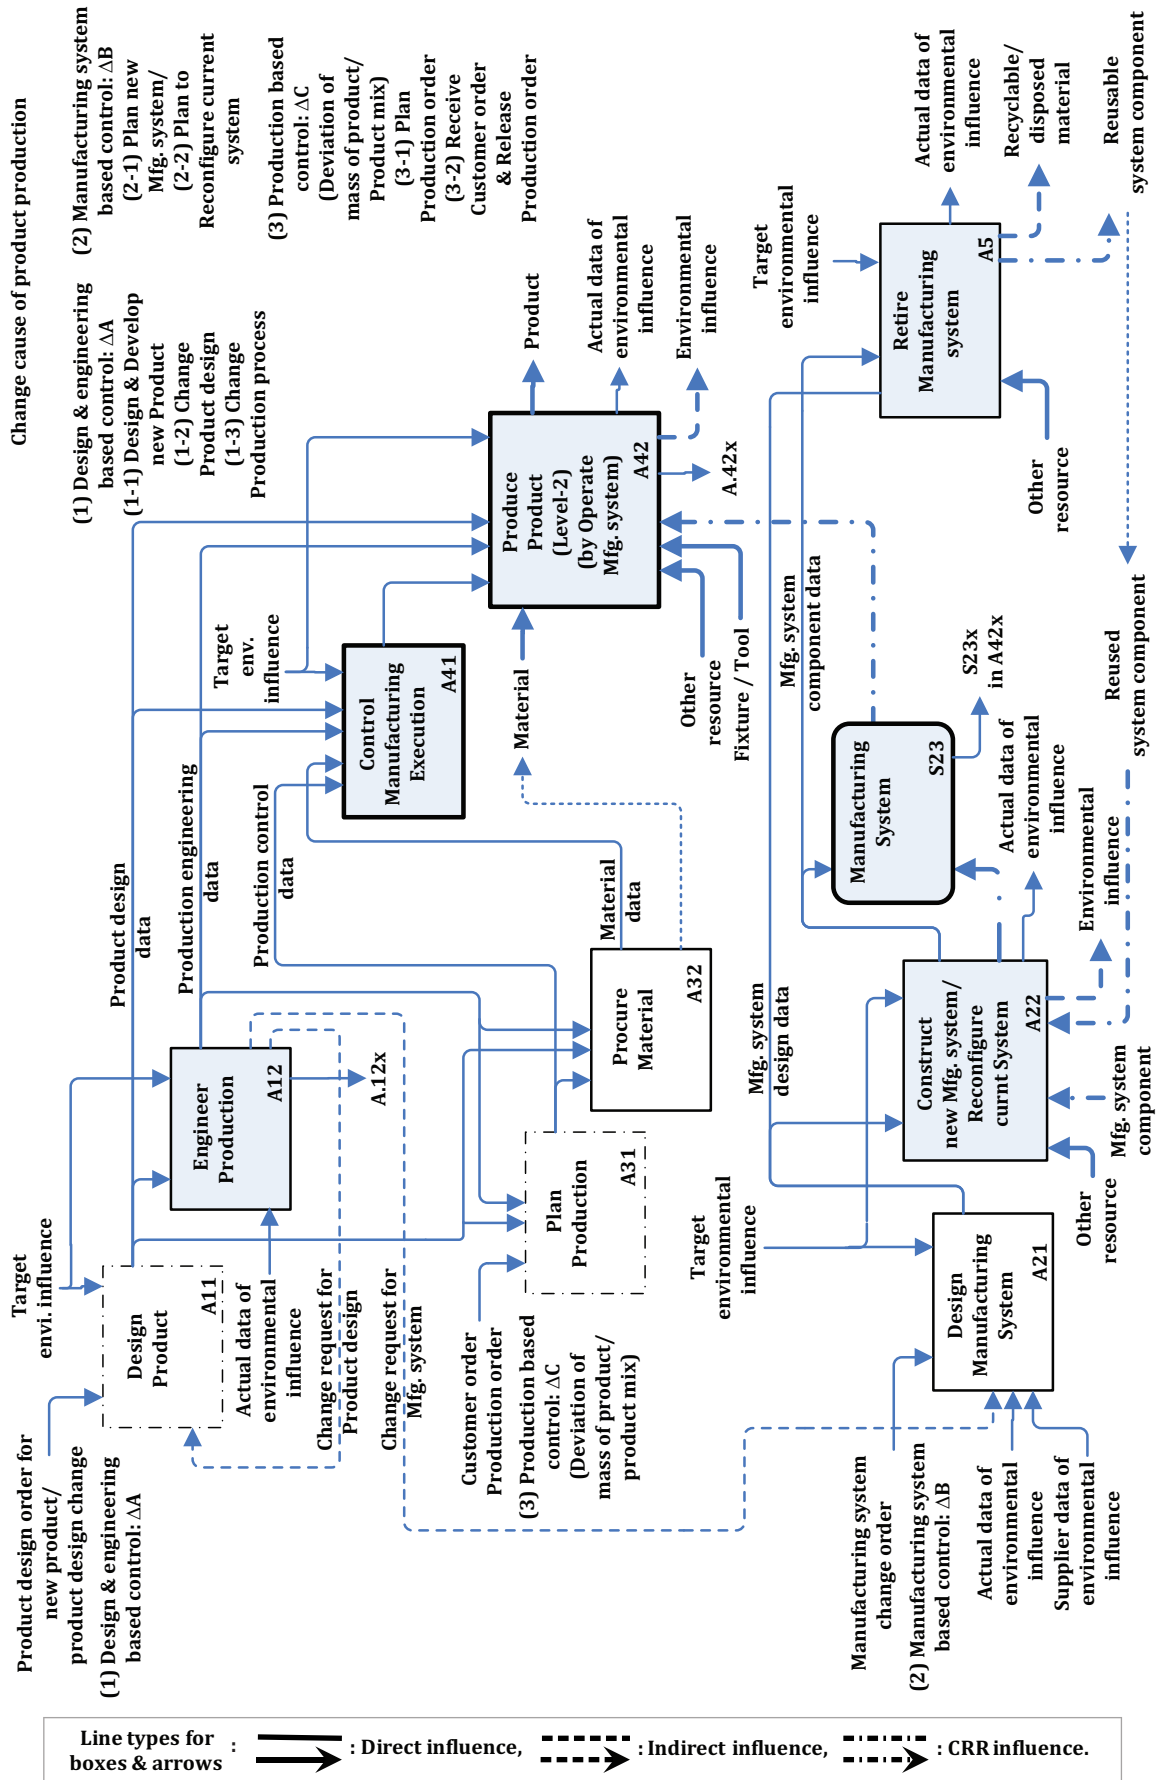 Change cause of product production
(1) Design & engineering
based control: ΔA
(1-1) Design & Develop
new Product
(1-2) Change
Product design
(1-3) Change
Production process
(2) Manufacturing system
based control: ΔB
(2-1) Plan new
Mfg. system/
(2-2) Plan to
Reconfigure current
system
(3) Production based
control: ΔC
(Deviation of
mass of product/
Product mix)
(3-1) Plan
Production order
(3-2) Receive
Customer order
& Release
Production order
Product design order for
new product/
product design change
(1) Design & engineering
based control: ΔA
Target
envi. influence
Design
Product
A11
Actual data of
environmental
influence
Change request for
Product design
Change request for
Mfg. system
Engineer
Production
A12
A.12x
Product design
data
Production engineering
data
Production control
data
Material
data
Customer order
Production order
(3) Production based
control: ΔC
(Deviation of
mass of product/
product mix)
Plan
Production
A31
Procure
Material
A32
Target
env.
influence
Control
Manufacturing
Execution
A41
Material
Other
resource
Fixture / Tool
Produce
Product
(Level-2)
(by Operate
Mfg. system)
A42
A.42x
Product
Actual data of
environmental
influence
Environmental
influence
Manufacturing system
change order
(2) Manufacturing system
based control: ΔB
Actual data of
environmental
influence
Supplier data of
environmental
influence
Target
environmental
influence
Design
Manufacturing
System
A21
Other
resource
Mfg. system
component
Mfg. system
design data
Construct
new Mfg. system/
Reconfigure
curnt System
A22
Environmental
influence
Actual data of
environmental
influence
Manufacturing
System
S23
S23x
in A42x
Mfg. system
component data
Reused
system component
Other
resource
Target
environmental
influence
Retire
Manufacturing
system
A5
Actual data of
environmental
influence
Recyclable/
disposed
material
Reusable
system component
Line types for
boxes & arrows
:
: Direct influence,
: Indirect influence,
: CRR influence.